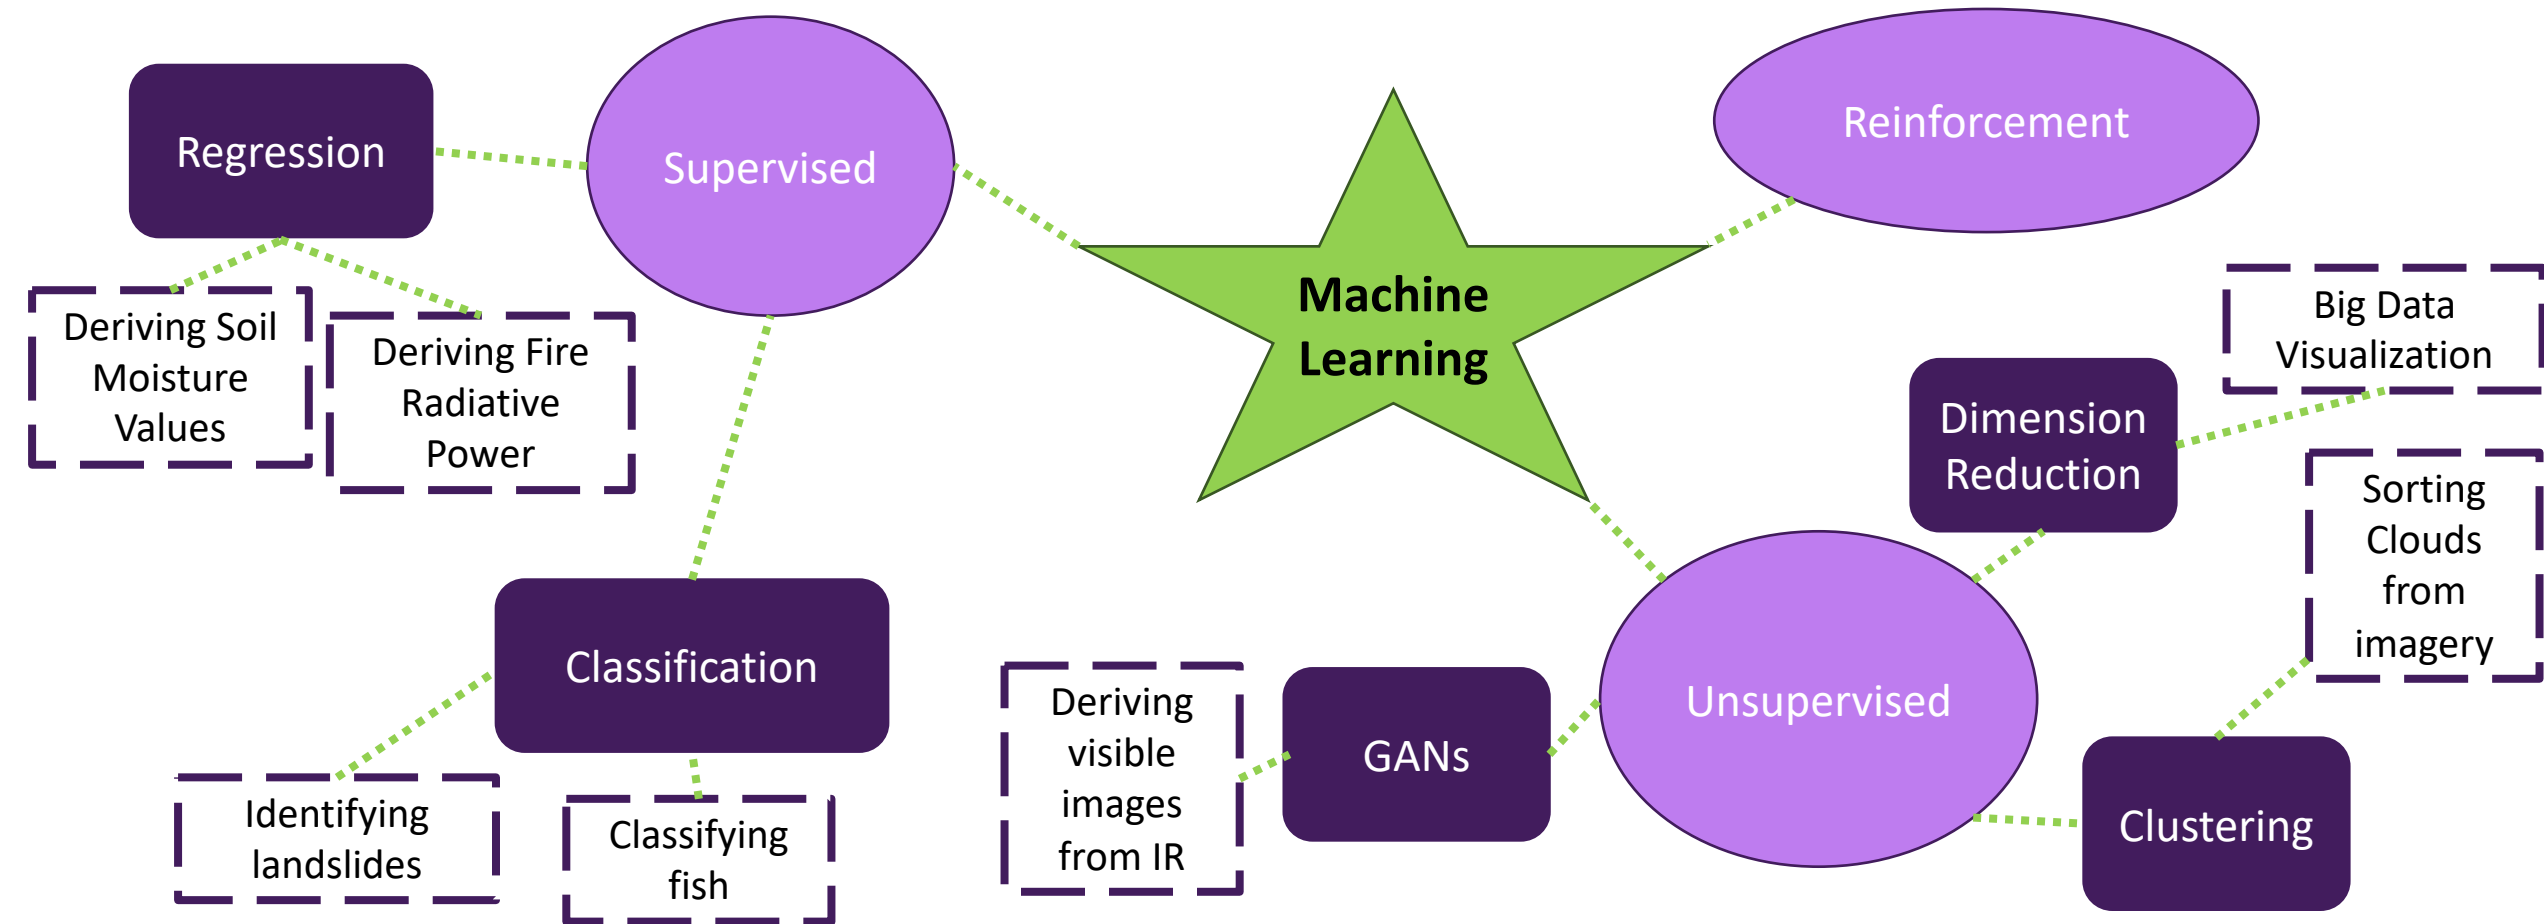 Regression
Supervised
Reinforcement
Machine
Learning
Deriving Soil
Moisture
Values
Deriving Fire
Radiative
Power
Big Data
Visualization
Dimension
Reduction
Sorting
Clouds
from
imagery
Classification
Unsupervised
Deriving
visible
images
from IR
GANs
Clustering
Identifying
landslides
Classifying
fish